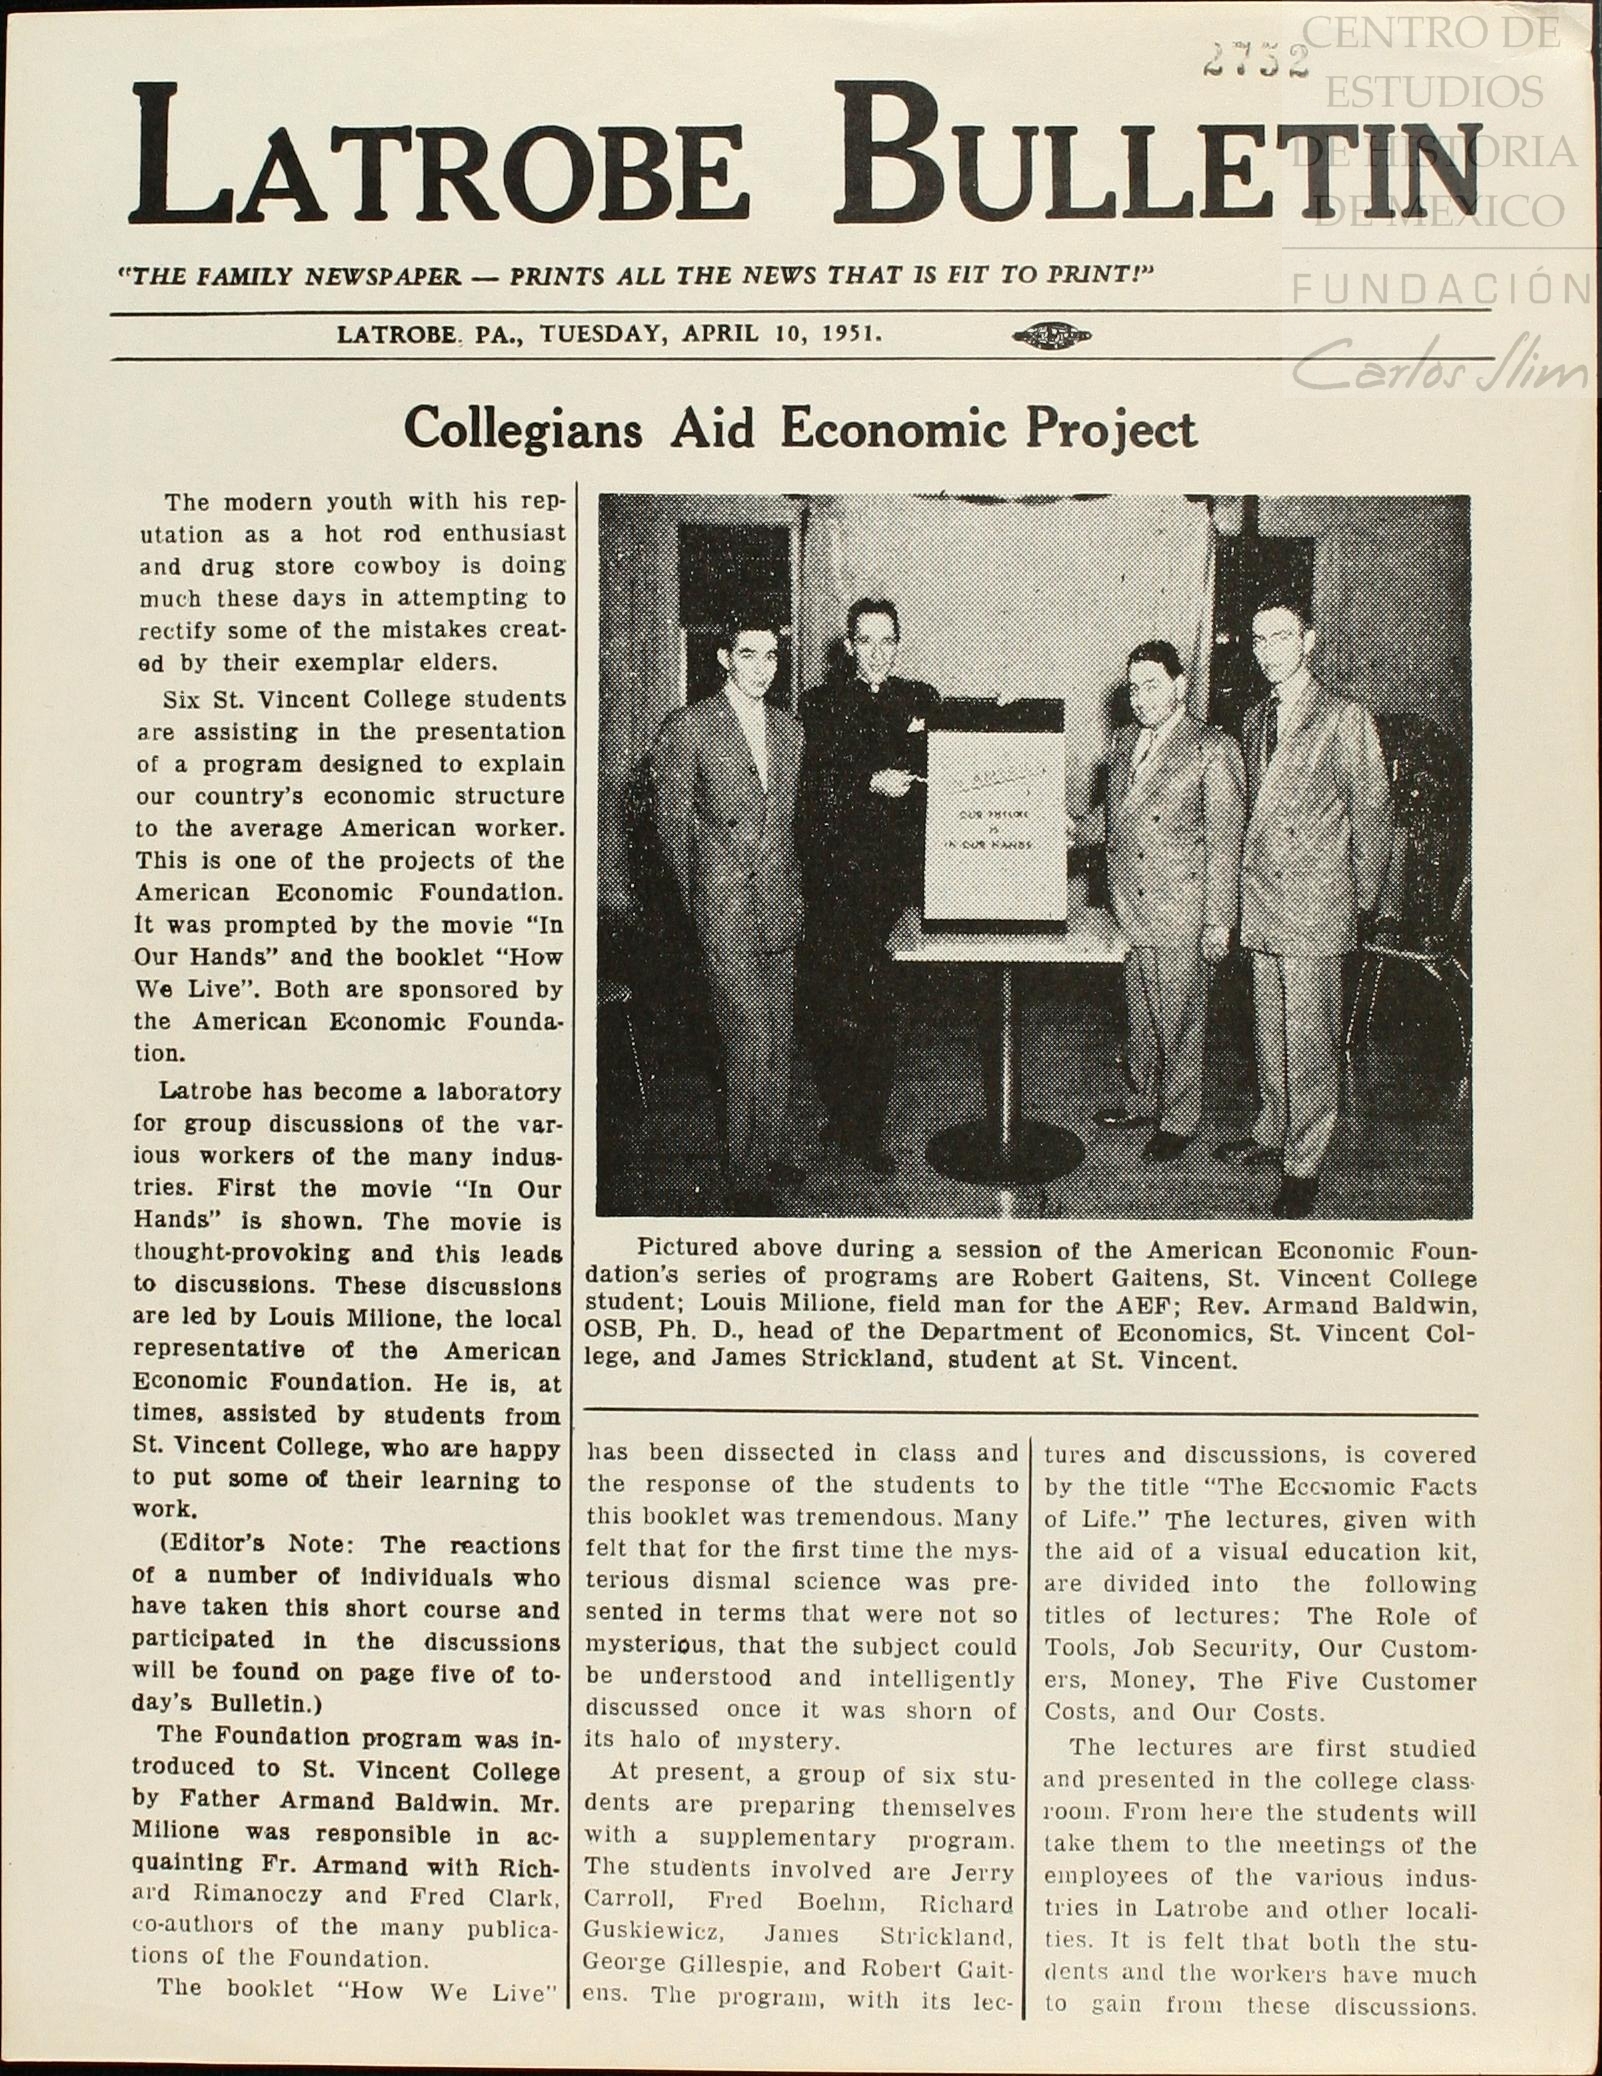 2752
CENTRO DE
ESTUDIOS
DE HISTORIA
DE MEXICO
FUNDACIÓN
Carlos Slim
LATROBE BULLETIN
"THE FAMILY NEWSPAPER — PRINTS ALL THE NEWS THAT IS FIT TO PRINT!"
LATROBE, PA., TUESDAY, APRIL 10, 1951.
Collegians Aid Economic Project
The modern youth with his rep-
utation as a hot rod enthusiast
and drug store cowboy is doing
much these days in attempting to
rectify some of the mistakes creat-
ed by their exemplar elders.
Six St. Vincent College students
are assisting in the presentation
of a program designed to explain
our country's economic structure
to the average American worker.
This is one of the projects of the
American Economic Foundation.
It was prompted by the movie "In
Our Hands" and the booklet "How
We Live". Both are sponsored by
the American Economic Founda-
tion.
Latrobe has become a laboratory
for group discussions of the var-
ious workers of the many indus-
tries. First the movie "In Our
Hands" is shown. The movie is
thought-provoking and this leads
to discussions. These discussions
are led by Louis Milione, the local
representative of the American
Economic Foundation. He is, at
times, assisted by students from
St. Vincent College, who are happy
to put some of their learning to
work.
(Editor's Note: The reactions
of a number of individuals who
have taken this short course and
participated in the discussions
will be found on page five of to-
day's Bulletin.)
The Foundation program was in-
troduced to St. Vincent College
by Father Armand Baldwin. Mr.
Milione was responsible in ac-
quainting Fr. Armand with Rich-
ard Rimanoczy and Fred Clark,
co-authors of the many publica-
tions of the Foundation.
The booklet "How We Live"
OUR FUTURE
IS
IN OUR HANDS
Pictured above during a session of the American Economic Foun-
dation's series of programs are Robert Gaitens, St. Vincent College
student; Louis Milione, field man for the AEF; Rev. Armand Baldwin,
OSB, Ph. D., head of the Department of Economics, St. Vincent Col-
lege, and James Strickland, student at St. Vincent.
has been dissected in class and
the response of the students to
this booklet was tremendous. Many
felt that for the first time the mys-
terious dismal science was pre-
sented in terms that were not so
mysterious, that the subject could
be understood and intelligently
discussed once it was shorn of
its halo of mystery.
At present, a group of six stu-
dents are preparing themselves
with a supplementary program.
The students involved are Jerry
Carroll, Fred Boehm, Richard
Guskiewicz, James Strickland,
George Gillespie, and Robert Gait-
ens. The program, with its lec-
tures and discussions, is covered
by the title "The Economic Facts
of Life." The lectures, given with
the aid of a visual education kit,
are divided into the following
titles of lectures: The Role of
Tools, Job Security, Our Custom-
ers, Money, The Five Customer
Costs, and Our Costs.
The lectures are first studied
and presented in the college class-
room. From here the students will
take them to the meetings of the
employees of the various indus-
tries in Latrobe and other locali-
ties. It is felt that both the stu-
dents and the workers have much
to gain from these discussions.